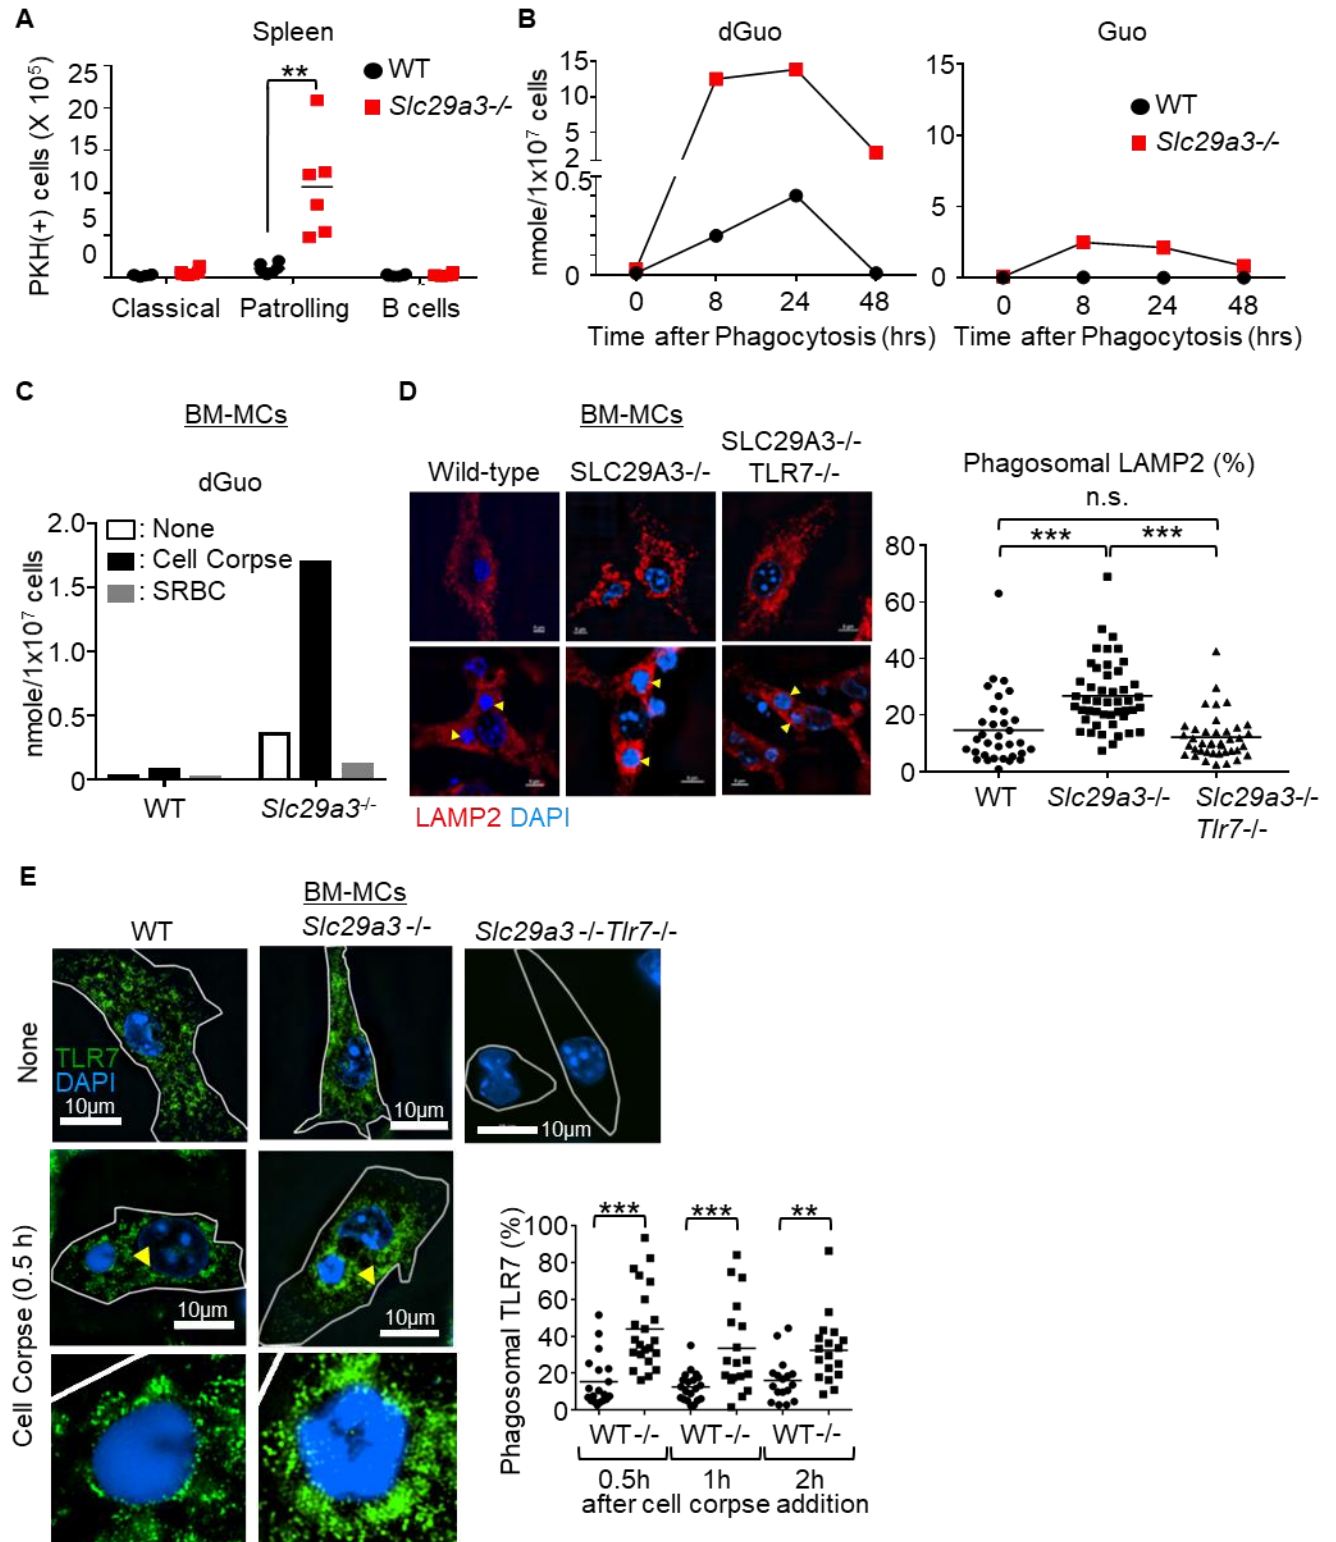 A
Spleen
PKH(+) cells (X 10⁵)
25
20
15
10
5
0
**
WT
Slc29a3-/-
Classical
Patrolling
B cells
B
dGuo
nmole/1x10⁷ cells
15
10
5
2
0.5
0
0 8 24 48
Time after Phagocytosis (hrs)
Guo
15
10
5
0
WT
Slc29a3-/-
0 8 24 48
Time after Phagocytosis (hrs)
C
BM-MCs
dGuo
nmole/1x10⁷ cells
2.0
1.5
1.0
0.5
0
: None
: Cell Corpse
: SRBC
WT
Slc29a3-/-
D
BM-MCs
Wild-type
SLC29A3-/-
SLC29A3-/-
TLR7-/-
LAMP2 DAPI
Phagosomal LAMP2 (%)
n.s.
*** ***
80
60
40
20
0
WT
Slc29a3-/-
Slc29a3-/-
Tlr7-/-
E
BM-MCs
WT
Slc29a3 -/-
Slc29a3 -/-Tlr7-/-
None
TLR7
DAPI
10µm
10µm
10µm
Cell Corpse (0.5 h)
10µm
10µm
Phagosomal TLR7 (%)
100
80
60
40
20
0
*** *** **
WT -/- WT -/- WT -/-
0.5h 1h 2h
after cell corpse addition